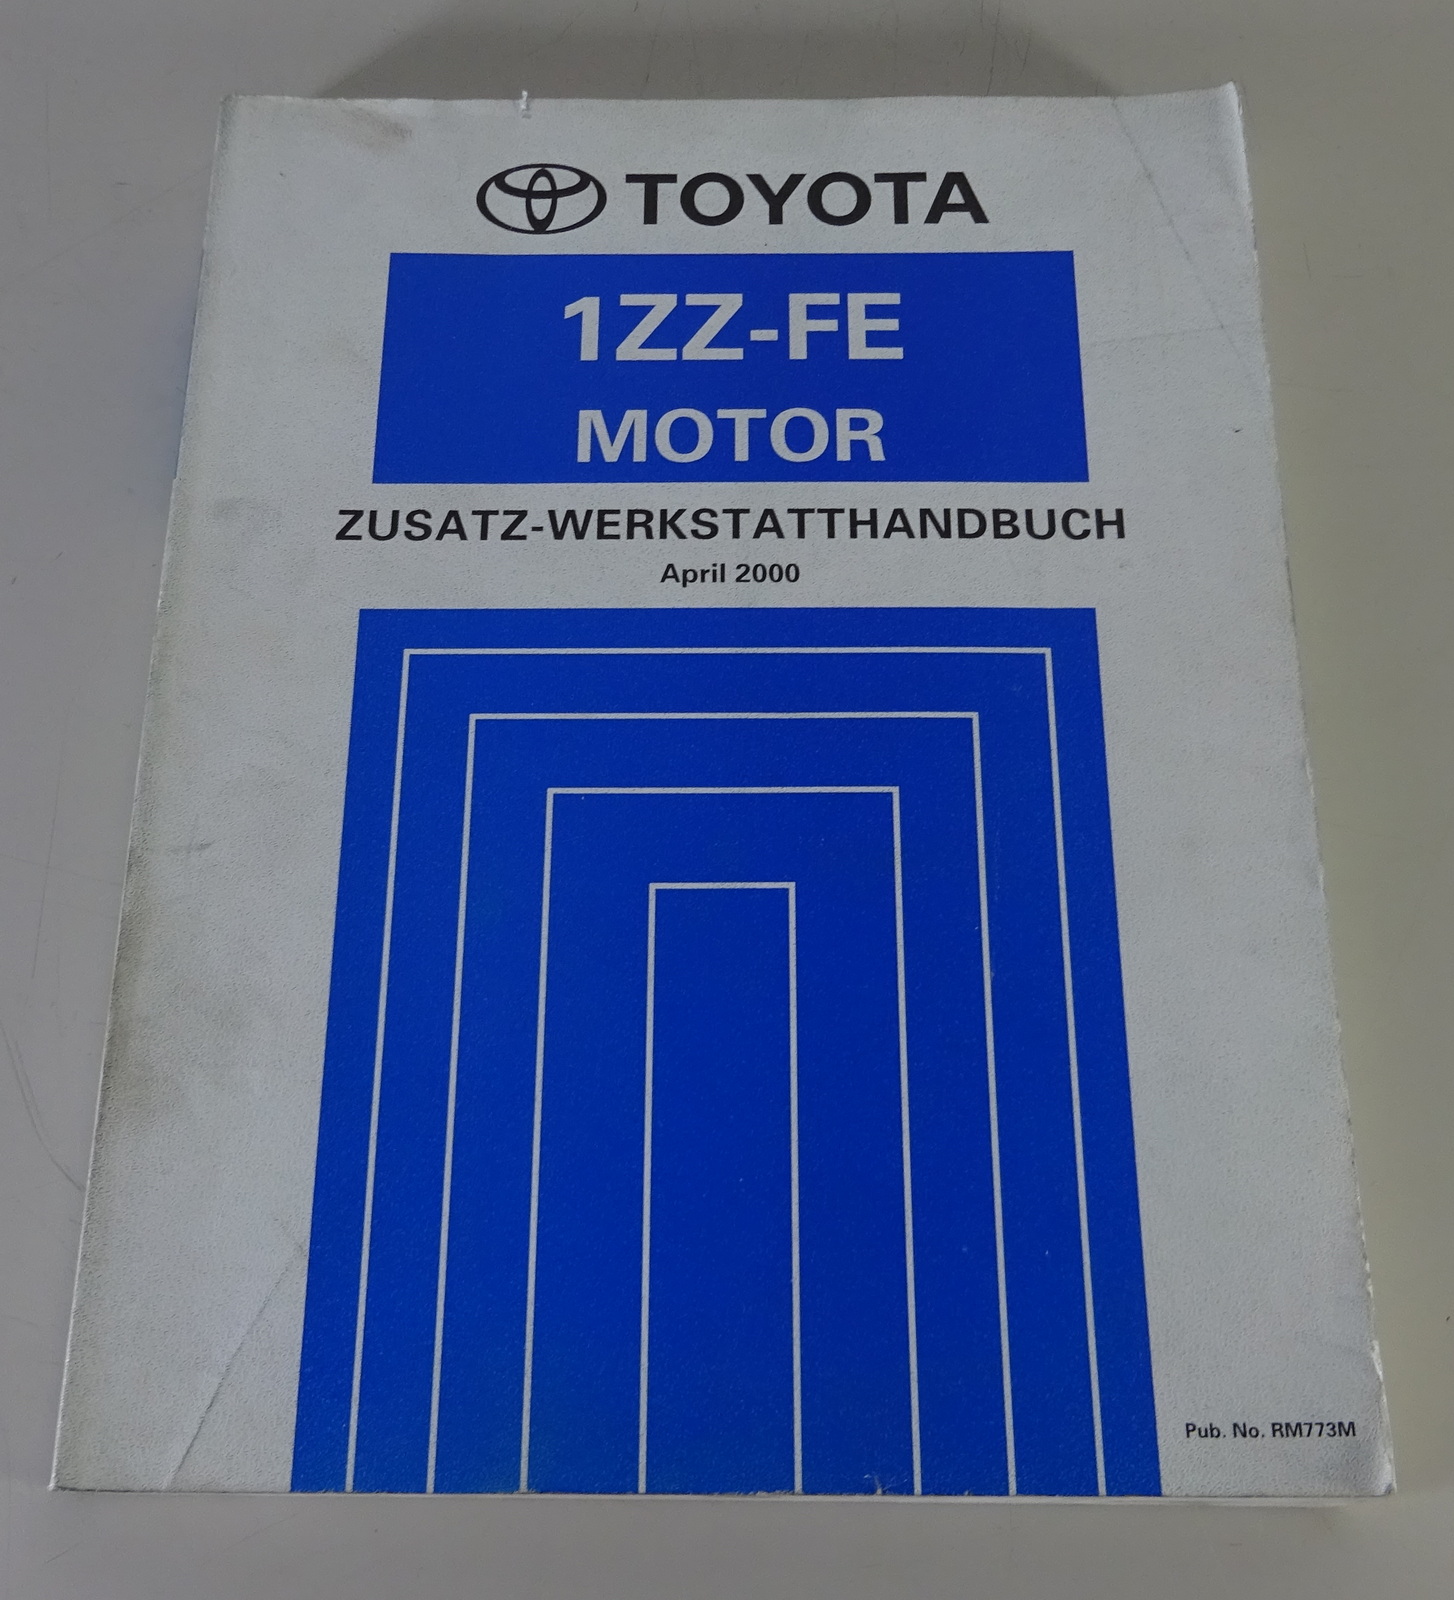 TOYOTA
1ZZ-FE
MOTOR
ZUSATZ-WERKSTATTHANDBUCH
April 2000
Pub. No. RM773M